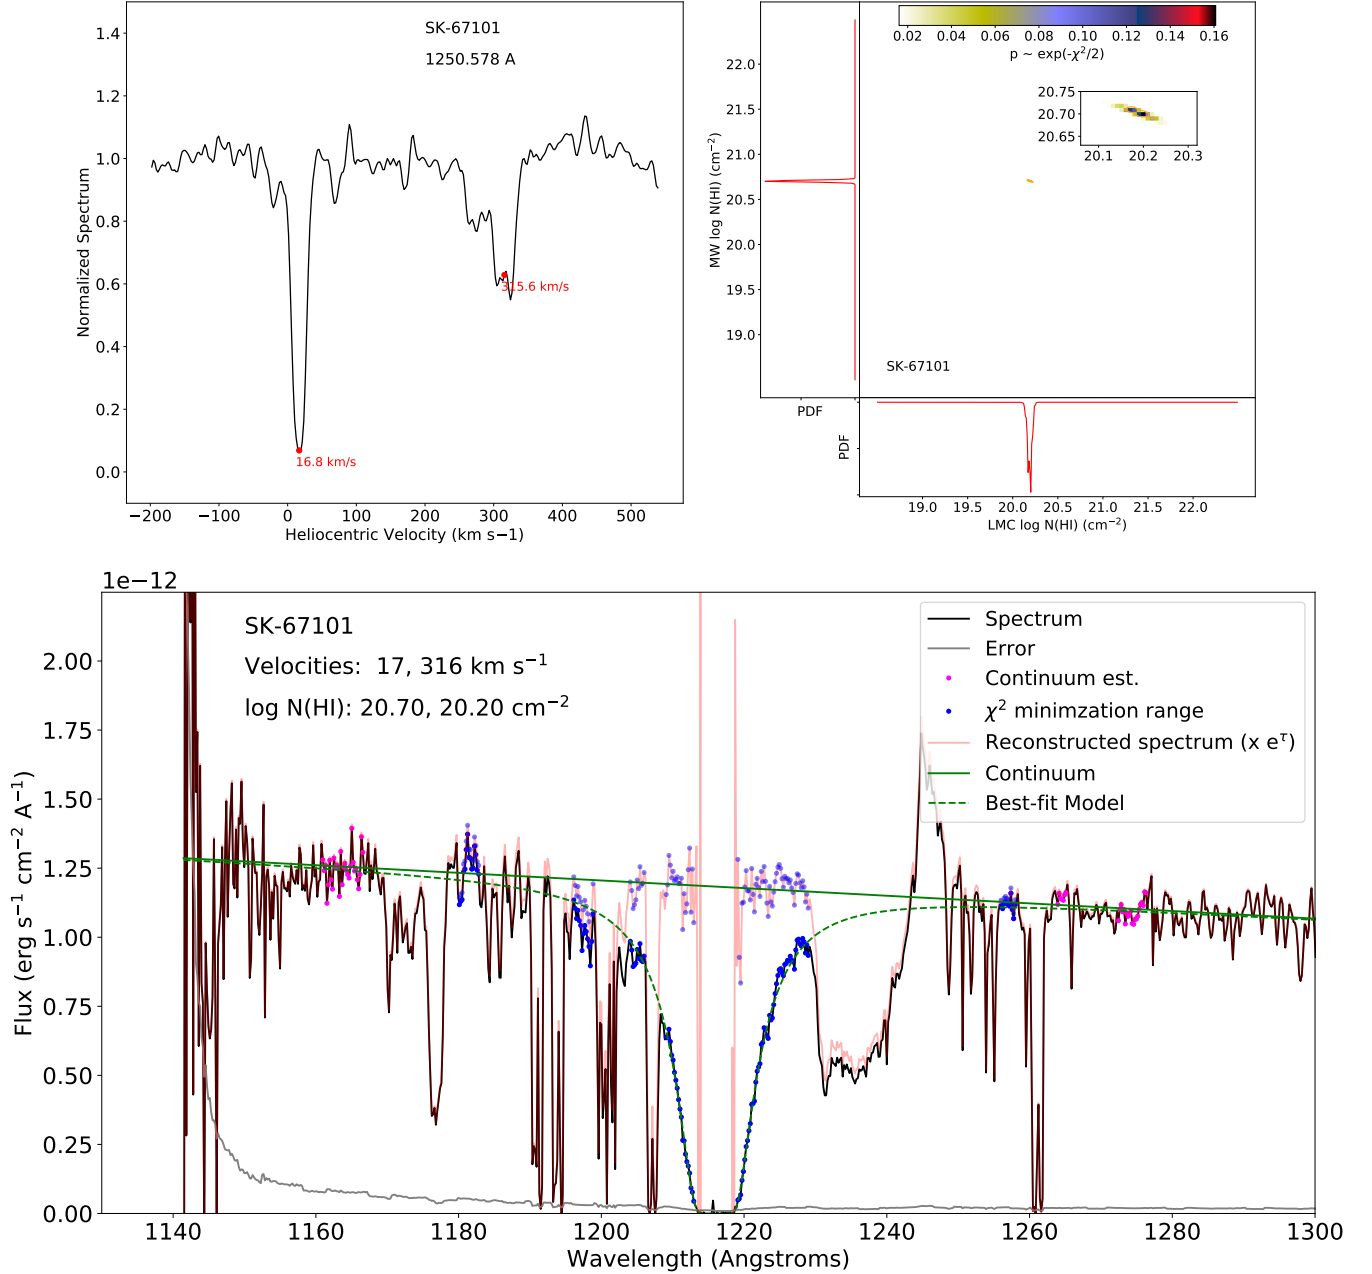 SK-67101
1250.578 A
1.4
1.2
1.0
0.8
0.6
0.4
0.2
0.0
Normalized Spectrum
315.6 km/s
16.8 km/s
−200 −100 0 100 200 300 400 500
Heliocentric Velocity (km s−1)
0.02 0.04 0.06 0.08 0.10 0.12 0.14 0.16
p ~ exp(-χ²/2)
22.0
21.5
21.0
20.5
20.0
19.5
19.0
MW log N(HI) (cm⁻²)
20.75
20.70
20.65
20.1 20.2 20.3
SK-67101
PDF
PDF
19.0 19.5 20.0 20.5 21.0 21.5 22.0
LMC log N(HI) (cm⁻²)
1e−12
SK-67101
Velocities: 17, 316 km s⁻¹
log N(HI): 20.70, 20.20 cm⁻²
Spectrum
Error
Continuum est.
χ² minimzation range
Reconstructed spectrum (x e^τ)
Continuum
Best-fit Model
2.00
1.75
1.50
1.25
1.00
0.75
0.50
0.25
0.00
Flux (erg s⁻¹ cm⁻² A⁻¹)
1140 1160 1180 1200 1220 1240 1260 1280 1300
Wavelength (Angstroms)